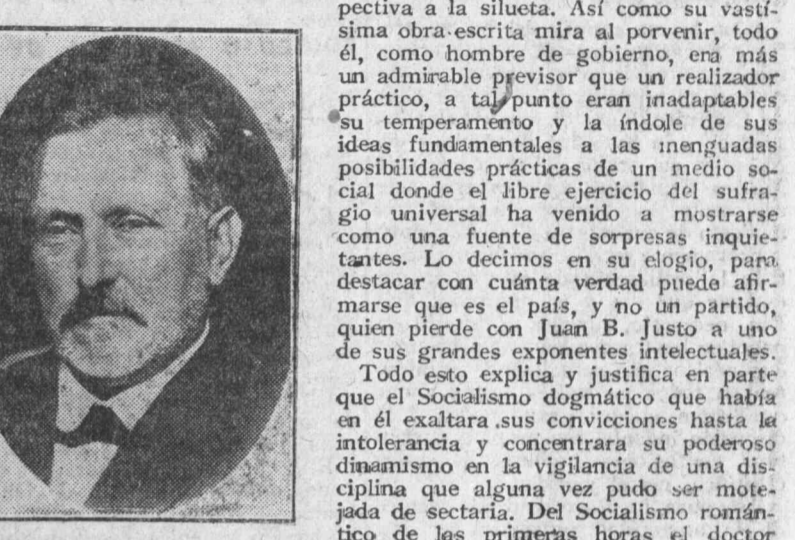 pectiva a la silueta. Así como su vastí-
sima obra escrita mira al porvenir, todo
él, como hombre de gobierno, era más
un admirable previsor que un realizador
práctico, a tal punto eran inadaptables
su temperamento y la índole de sus
ideas fundamentales a las menguadas
posibilidades prácticas de un medio so-
cial donde el libre ejercicio del sufra-
gio universal ha venido a mostrarse
como una fuente de sorpresas inquie-
tantes. Lo decimos en su elogio, para
destacar con cuánta verdad puede afir-
marse que es el país, y no un partido,
quien pierde con Juan B. Justo a uno
de sus grandes exponentes intelectuales.
Todo esto explica y justifica en parte
que el Socialismo dogmático que había
en él exaltara sus convicciones hasta la
intolerancia y concentrara su poderoso
dinamismo en la vigilancia de una dis-
ciplina que alguna vez pudo ser mote-
jada de sectaria. Del Socialismo román-
tico de las primeras horas el doctor